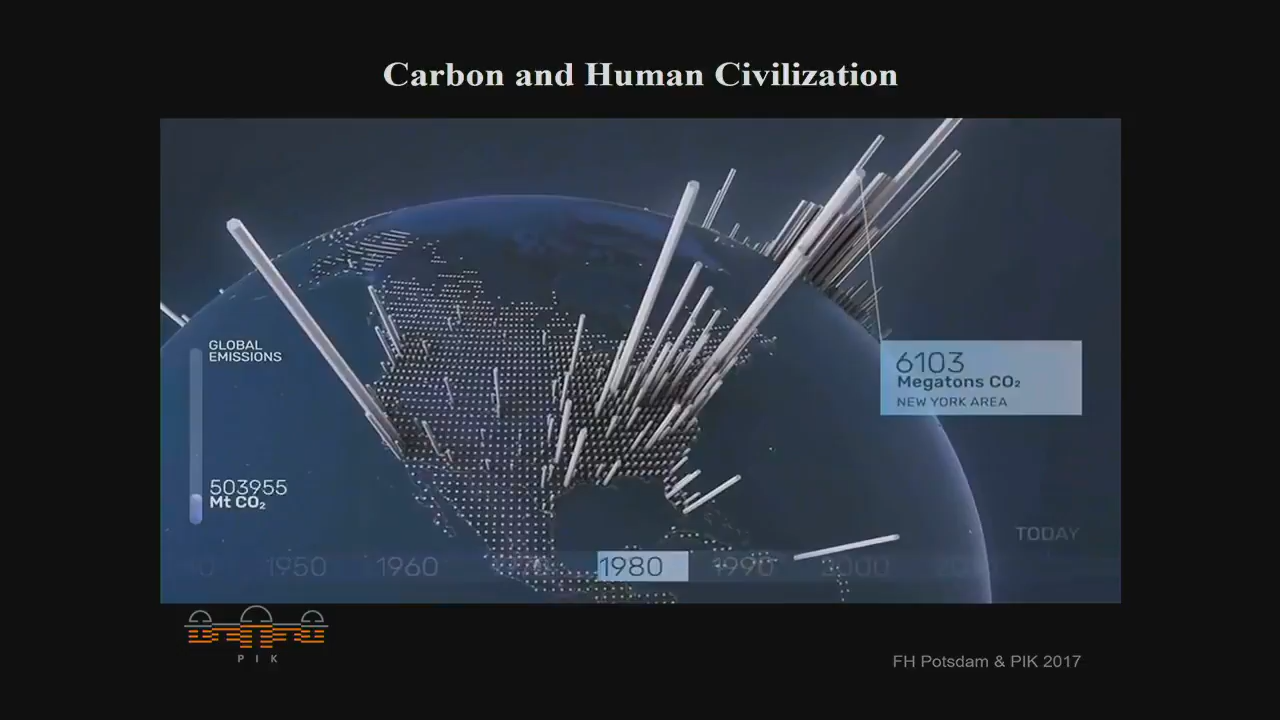 Carbon and Human Civilization
GLOBAL
EMISSIONS
6103
Megatons CO₂
NEW YORK AREA
503955
Mt CO₂
TODAY
1950 1960 1980 1990 2000
P I K
FH Potsdam & PIK 2017